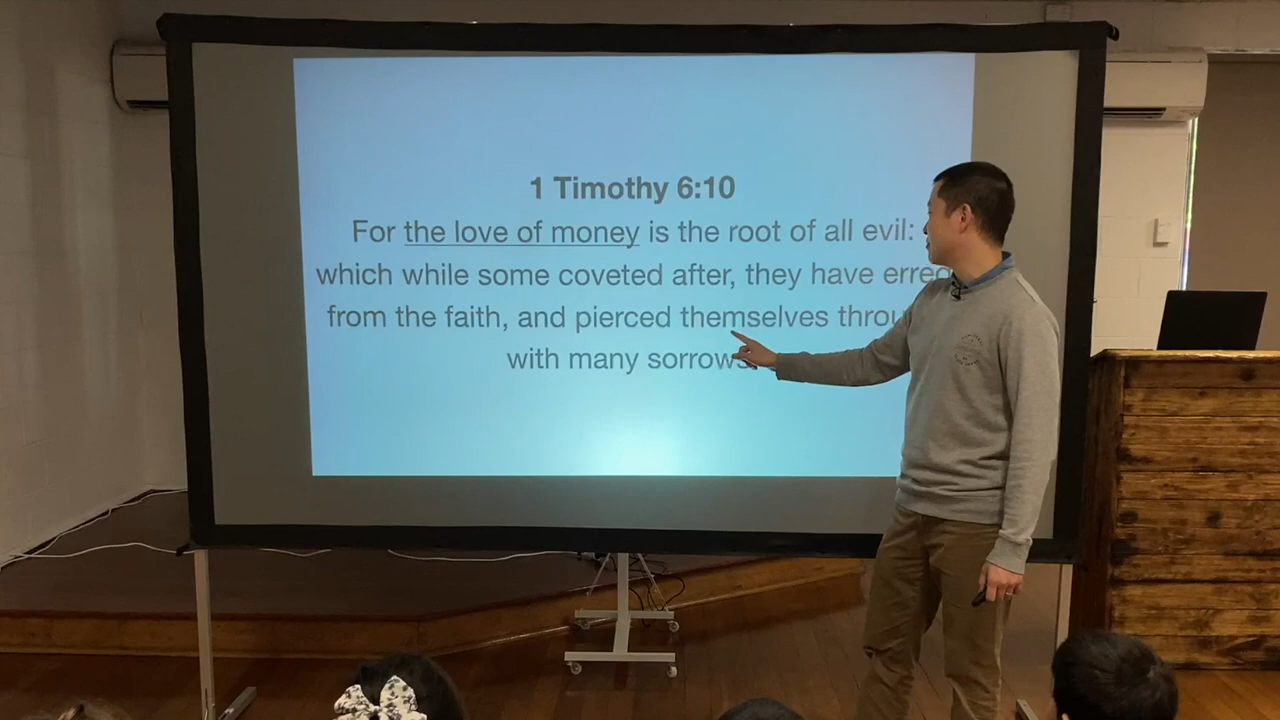 1 Timothy 6:10
For the love of money is the root of all evil:
which while some coveted after, they have erred
from the faith, and pierced themselves
with many sorrows